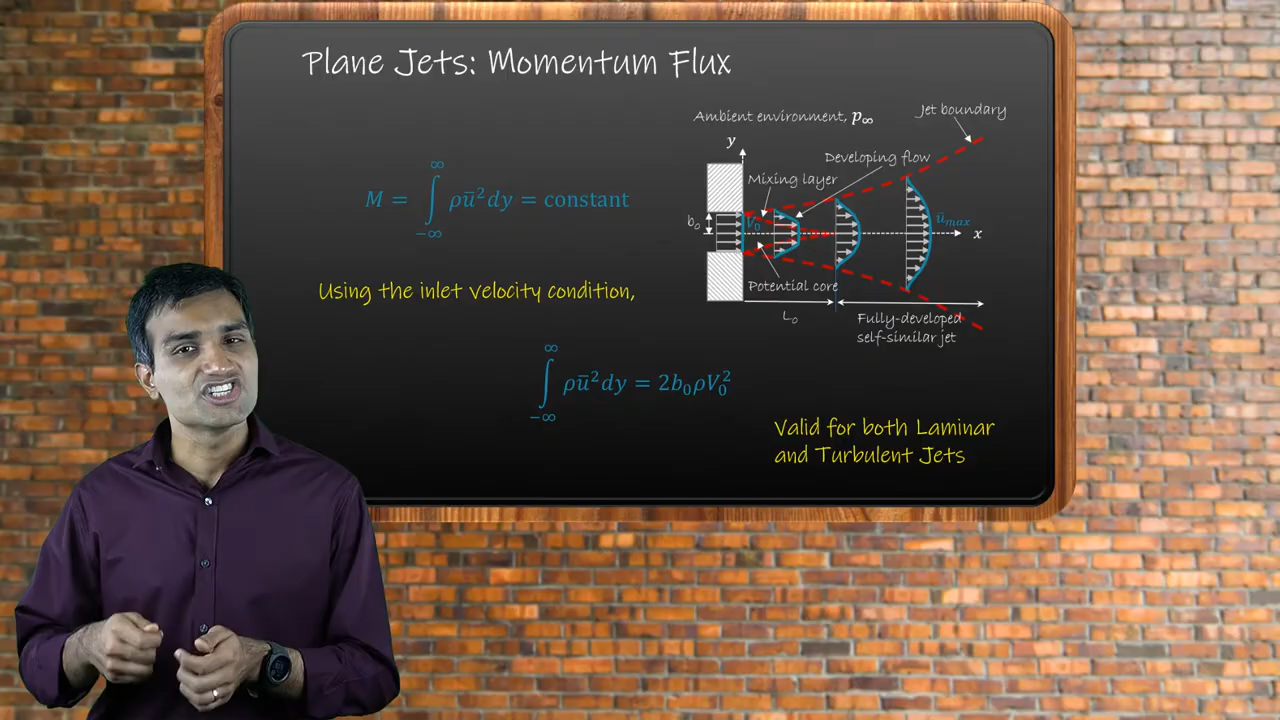 Plane Jets: Momentum Flux
M = ∫_{-∞}^{∞} ρū²dy = constant
Using the inlet velocity condition,
∫_{-∞}^{∞} ρū²dy = 2b₀ρV₀²
Ambient environment, p∞
Jet boundary
y
Developing flow
Mixing layer
b₀
V₀
ūmax
x
Potential core
L₀
Fully-developed
self-similar jet
Valid for both Laminar
and Turbulent Jets